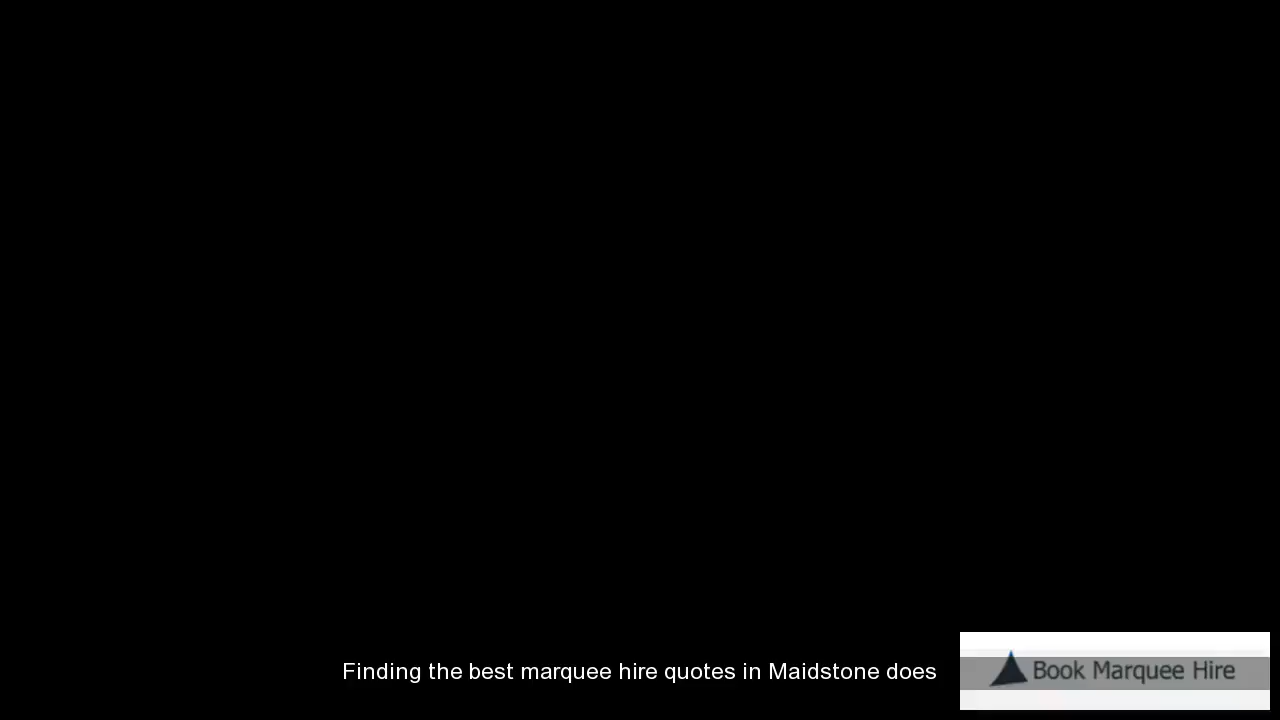 Finding the best marquee hire quotes in Maidstone does
Book Marquee Hire